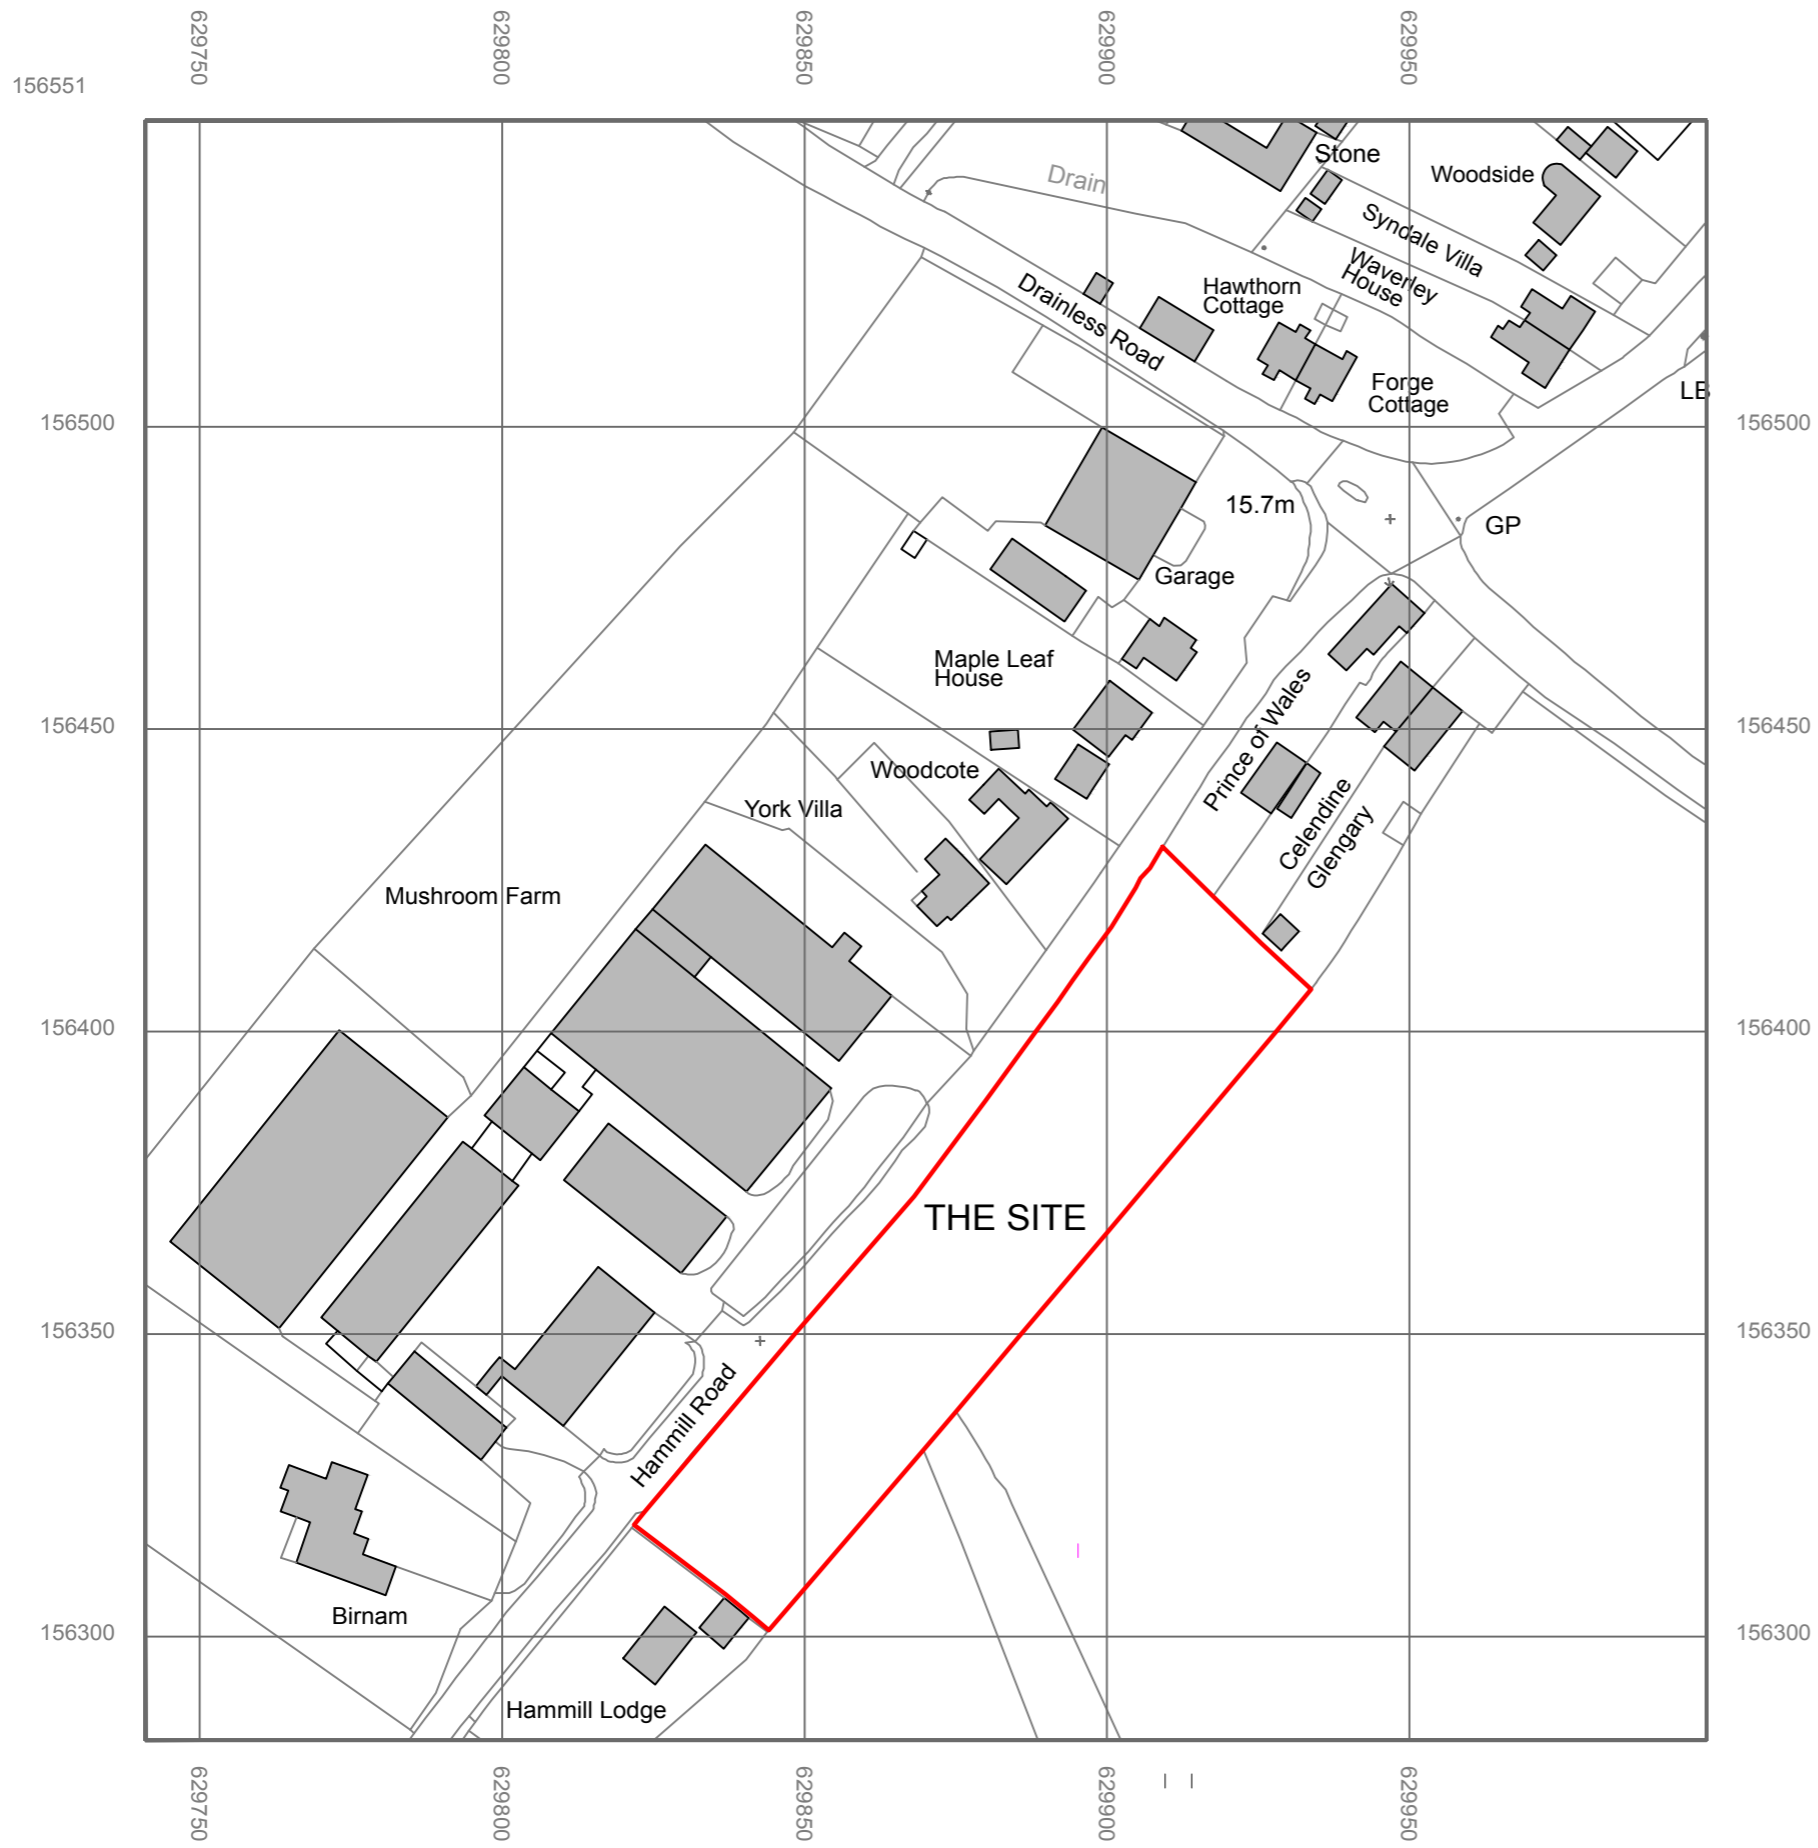 629750
629800
629850
629900
629950
156551
Stone
Woodside
Drain
Syndale Villa
Waverley
House
Hawthorn
Cottage
Drainless Road
Forge
Cottage
LB
156500
156500
15.7m
GP
Garage
Maple Leaf
House
Prince of Wales
156450
156450
Woodcote
York Villa
Celendine
Glengary
Mushroom Farm
156400
156400
THE SITE
156350
156350
Hammill Road
Birnam
156300
156300
Hammill Lodge
629750
629800
629850
629900
629950